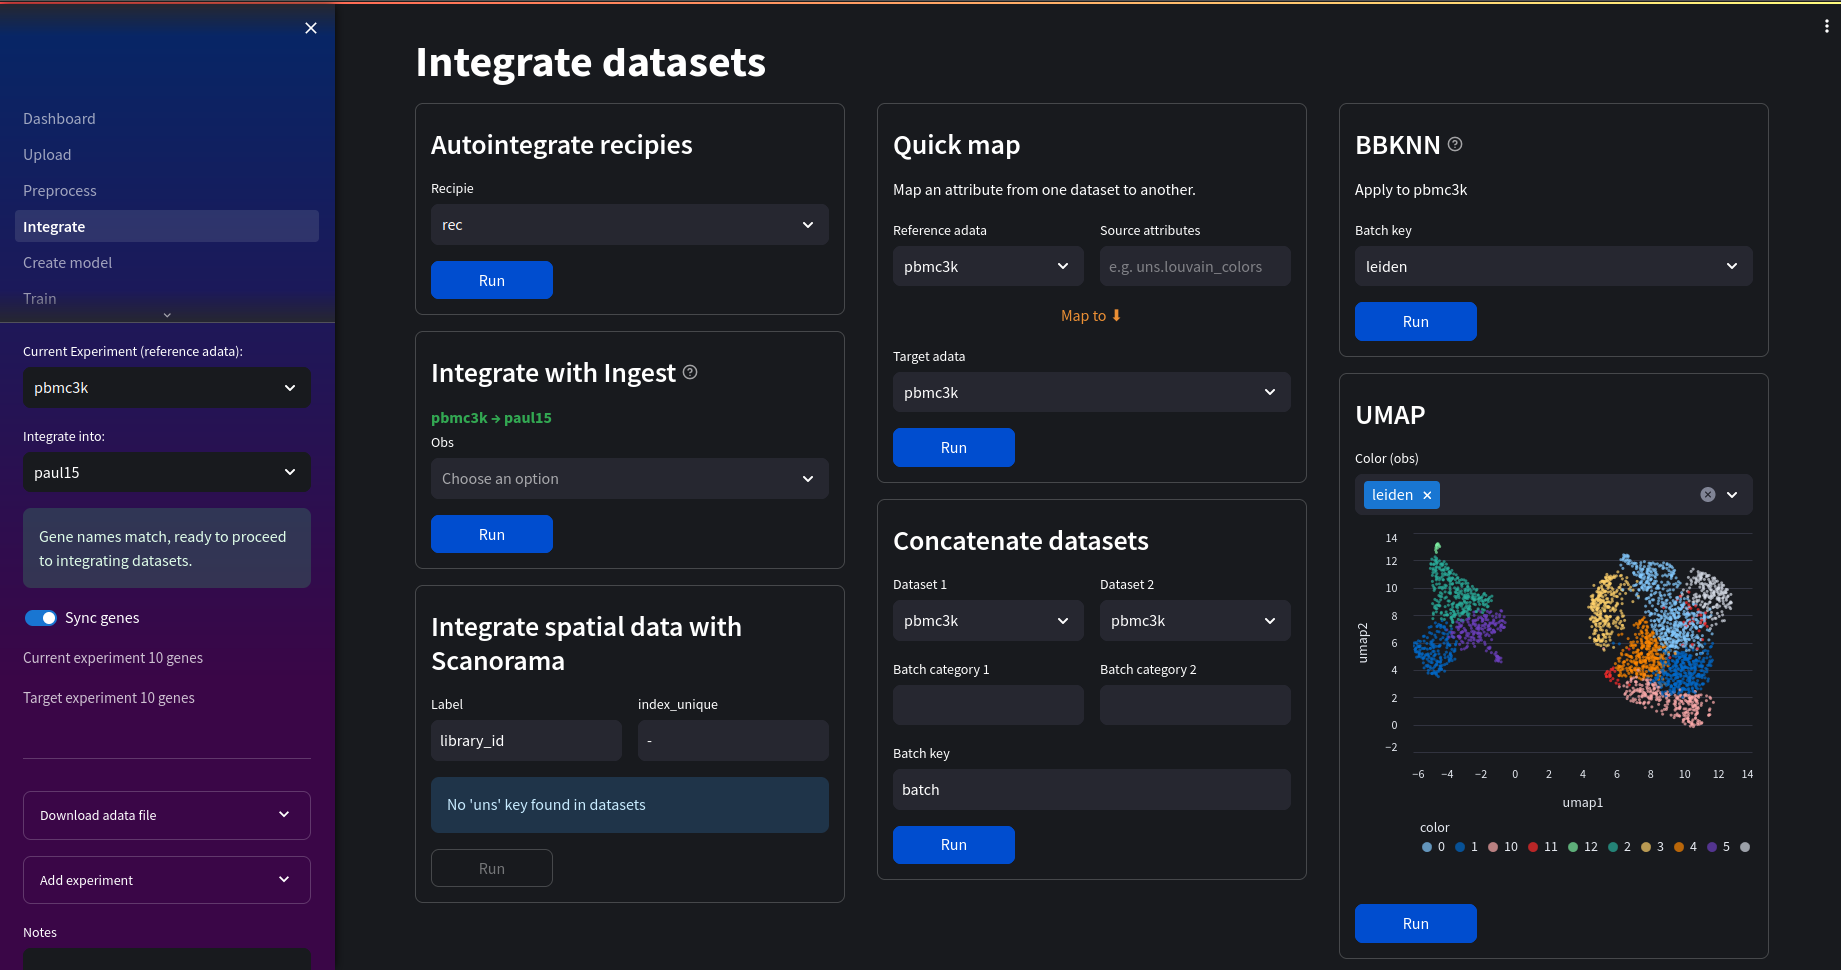 Dashboard
Upload
Preprocess
Integrate
Create model
Train
Current Experiment (reference adata):
pbmc3k
Integrate into:
paul15
Gene names match, ready to proceed
to integrating datasets.
Sync genes
Current experiment 10 genes
Target experiment 10 genes
Download adata file
Add experiment
Notes
Integrate datasets
Autointegrate recipies
Recipie
rec
Run
Integrate with Ingest
pbmc3k → paul15
Obs
Choose an option
Run
Integrate spatial data with
Scanorama
Label
index_unique
library_id
-
No 'uns' key found in datasets
Run
Quick map
Map an attribute from one dataset to another.
Reference adata
Source attributes
pbmc3k
e.g. uns.louvain_colors
Map to ⬇
Target adata
pbmc3k
Run
Concatenate datasets
Dataset 1
Dataset 2
pbmc3k
pbmc3k
Batch category 1
Batch category 2
Batch key
batch
Run
BBKNN
Apply to pbmc3k
Batch key
leiden
Run
UMAP
Color (obs)
leiden
14
12
10
8
6
4
2
0
−2
umap2
−6 −4 −2 0 2 4 6 8 10 12 14
umap1
color
0 1 10 11 12 2 3 4 5
Run